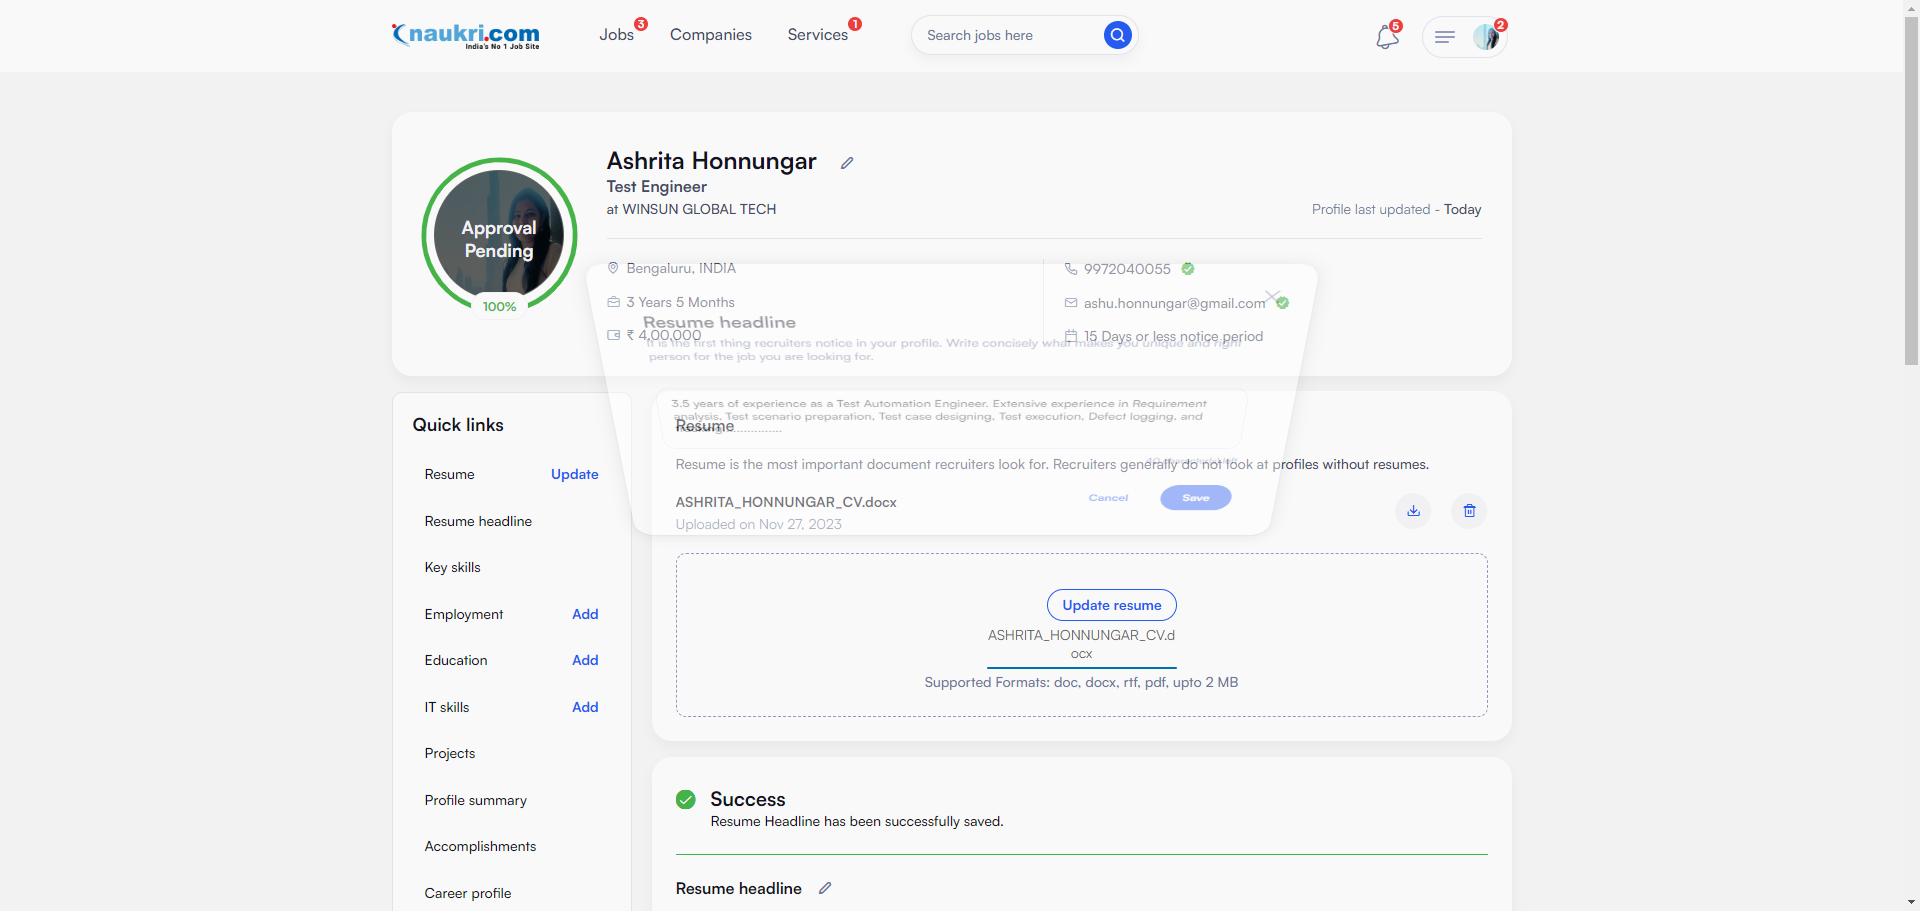 naukri.com
India's No 1 Job Site
Jobs
3
Companies
Services
1
Search jobs here
5
2
Approval
Pending
100%
Ashrita Honnungar
Test Engineer
at WINSUN GLOBAL TECH
Profile last updated - Today
Bengaluru, INDIA
3 Years 5 Months
₹ 4,00,000
9972040055
ashu.honnungar@gmail.com
15 Days or less notice period
Resume headline
It is the first thing recruiters notice in your profile. Write concisely what makes you unique and right
person for the job you are looking for.
3.5 years of experience as a Test Automation Engineer. Extensive experience in Requirement
analysis, Test scenario preparation, Test case designing, Test execution, Defect logging, and
Cancel
Save
Quick links
Resume
Update
Resume headline
Key skills
Employment
Add
Education
Add
IT skills
Add
Projects
Profile summary
Accomplishments
Career profile
Resume
Resume is the most important document recruiters look for. Recruiters generally do not look at profiles without resumes.
ASHRITA_HONNUNGAR_CV.docx
Uploaded on Nov 27, 2023
Update resume
ASHRITA_HONNUNGAR_CV.d
ocx
Supported Formats: doc, docx, rtf, pdf, upto 2 MB
Success
Resume Headline has been successfully saved.
Resume headline